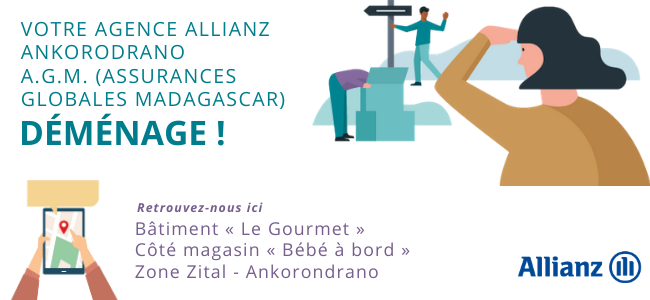 VOTRE AGENCE ALLIANZ
ANKORODRANO
A.G.M. (ASSURANCES
GLOBALES MADAGASCAR)
DÉMÉNAGE !
Retrouvez-nous ici
Bâtiment « Le Gourmet »
Côté magasin « Bébé à bord »
Zone Zital - Ankorondrano
Allianz